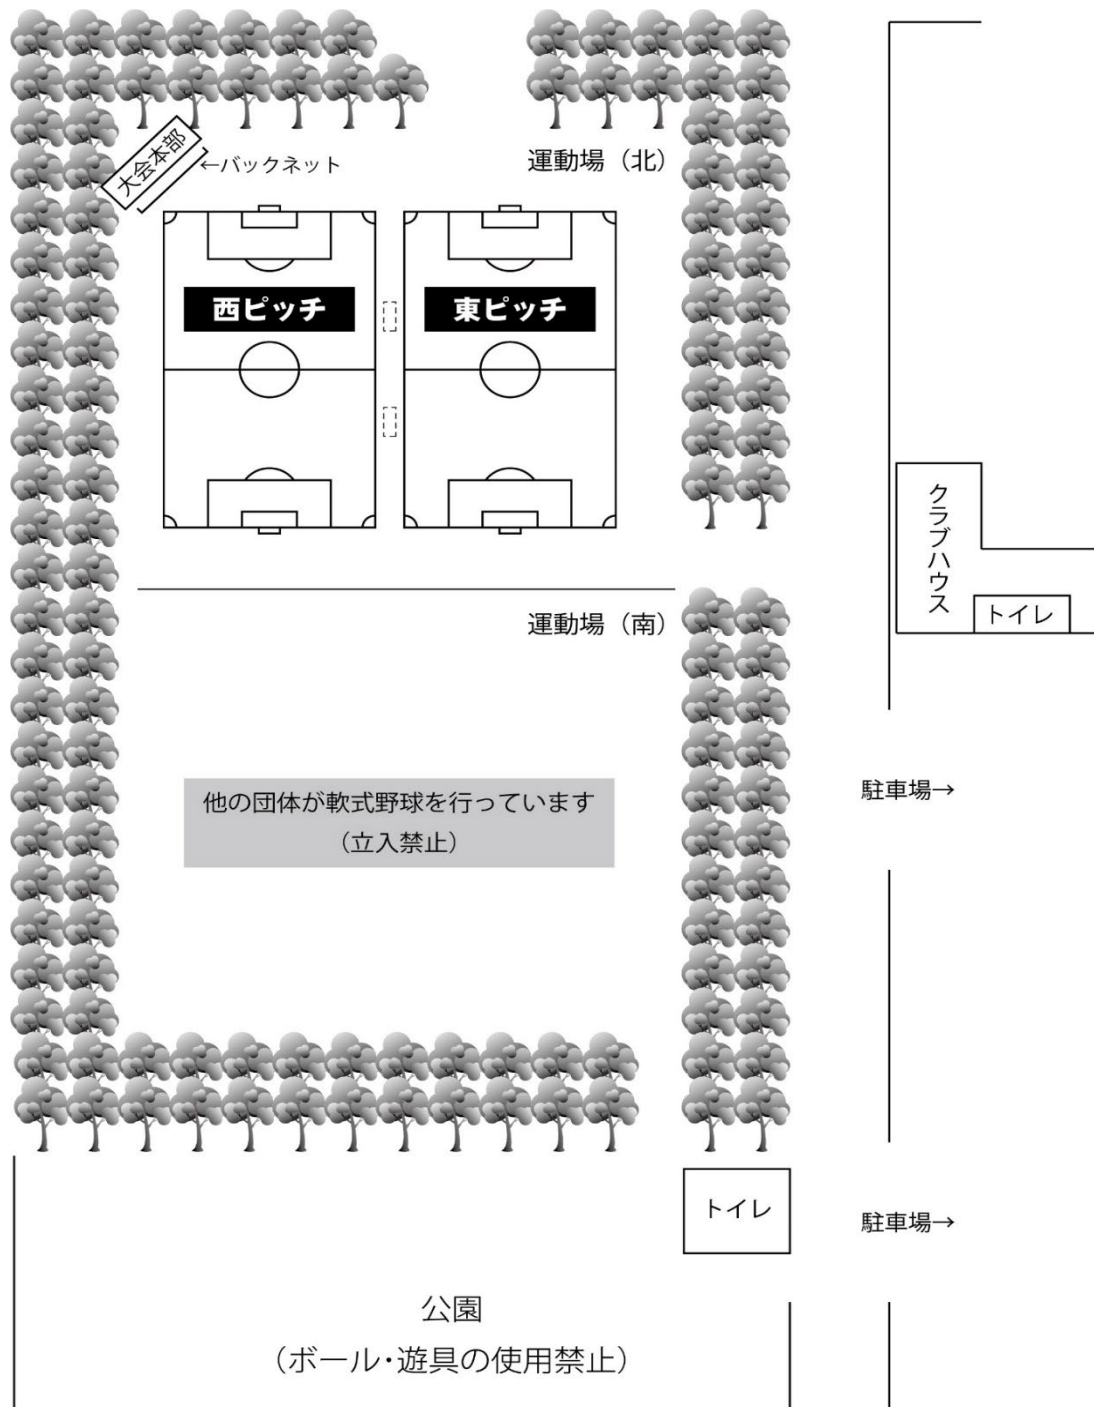 大会本部
←バックネット
運動場（北）
西ピッチ
東ピッチ
クラブハウス
トイレ
運動場（南）
他の団体が軟式野球を行っています
（立入禁止）
駐車場→
トイレ
駐車場→
公園
（ボール・遊具の使用禁止）